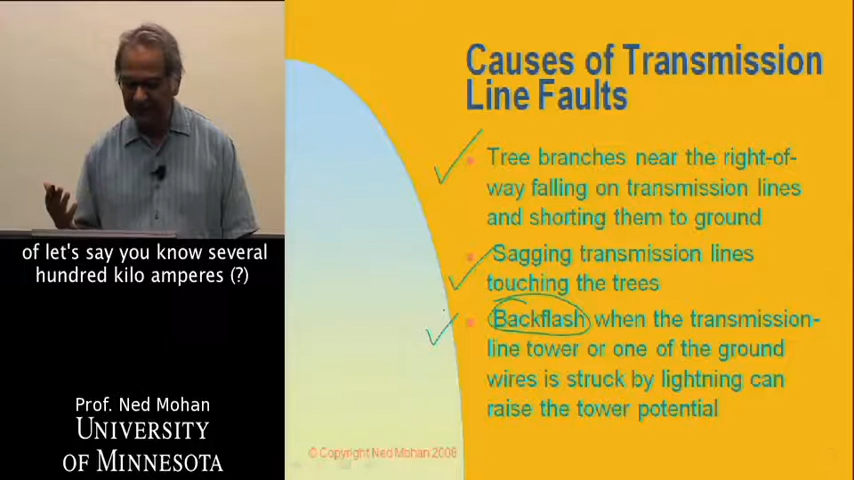 Causes of Transmission
Line Faults
Tree branches near the right-of-
way falling on transmission lines
and shorting them to ground
Sagging transmission lines
touching the trees
Backflash when the transmission-
line tower or one of the ground
wires is struck by lightning can
raise the tower potential
© Copyright Ned Mohan 2008
of let's say you know several
hundred kilo amperes (?)
Prof. Ned Mohan
UNIVERSITY
OF MINNESOTA